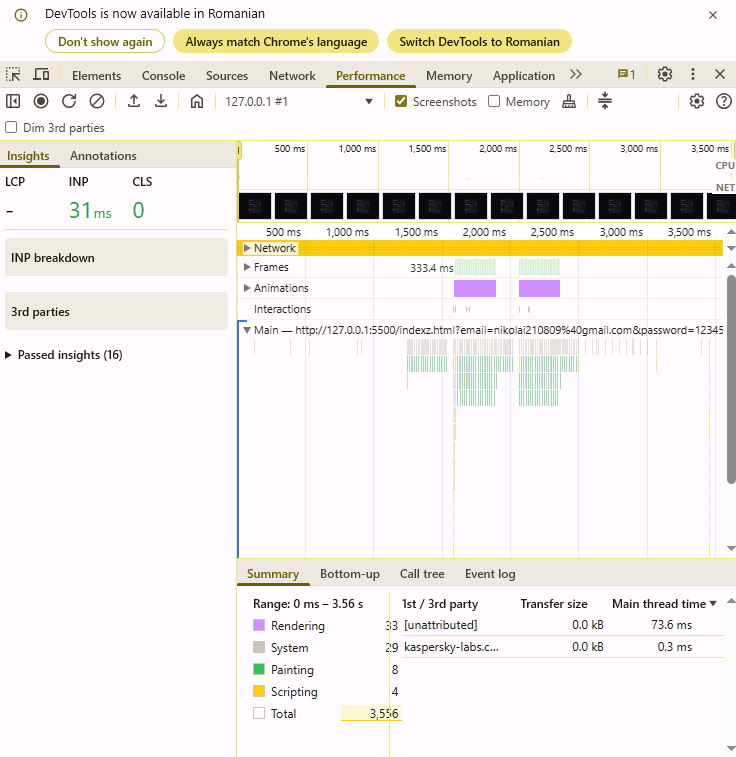 DevTools is now available in Romanian
Don't show again Always match Chrome's language Switch DevTools to Romanian
Elements Console Sources Network Performance Memory Application 1
127.0.0.1 #1 Screenshots Memory
Dim 3rd parties
Insights Annotations
LCP INP CLS
- 31ms 0
INP breakdown
3rd parties
Passed insights (16)
500 ms 1,000 ms 1,500 ms 2,000 ms 2,500 ms 3,000 ms 3,500 ms
CPU
NET
500 ms 1,000 ms 1,500 ms 2,000 ms 2,500 ms 3,000 ms 3,500 ms
Network
Frames 333.4 ms
Animations
Interactions
Main — http://127.0.0.1:5500/indexz.html?email=nikolai210809%40gmail.com&password=12345
Summary Bottom-up Call tree Event log
Range: 0 ms – 3.56 s
Rendering 33
System 29
Painting 8
Scripting 4
Total 3,556
1st / 3rd party Transfer size Main thread time
[unattributed] 0.0 kB 73.6 ms
kaspersky-labs.c... 0.0 kB 0.3 ms